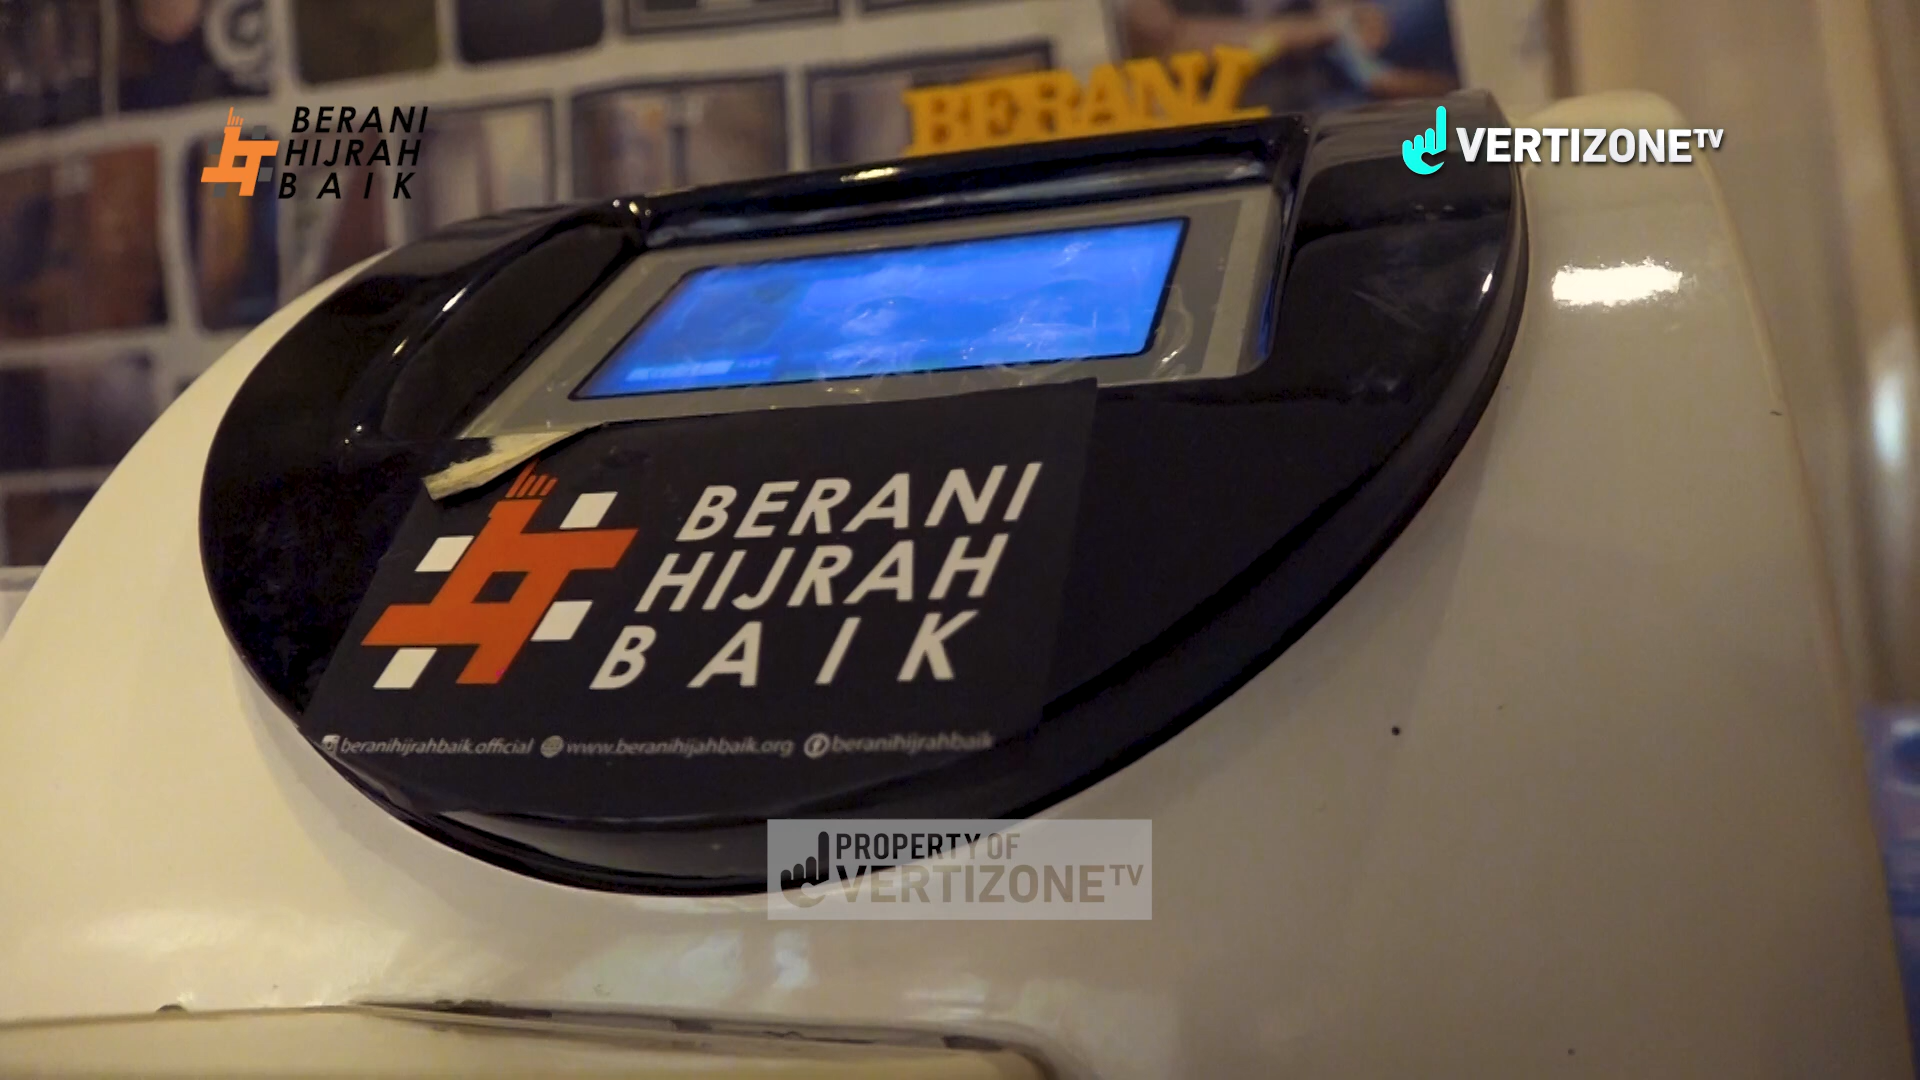 BERANI
HIJRAH
BAIK
VERTIZONE TV
BERANI
BERANI
HIJRAH
BAIK
beranihijrahbaik.official www.beranihijahbaik.org beranihijrahbaik
PROPERTY OF
VERTIZONE TV